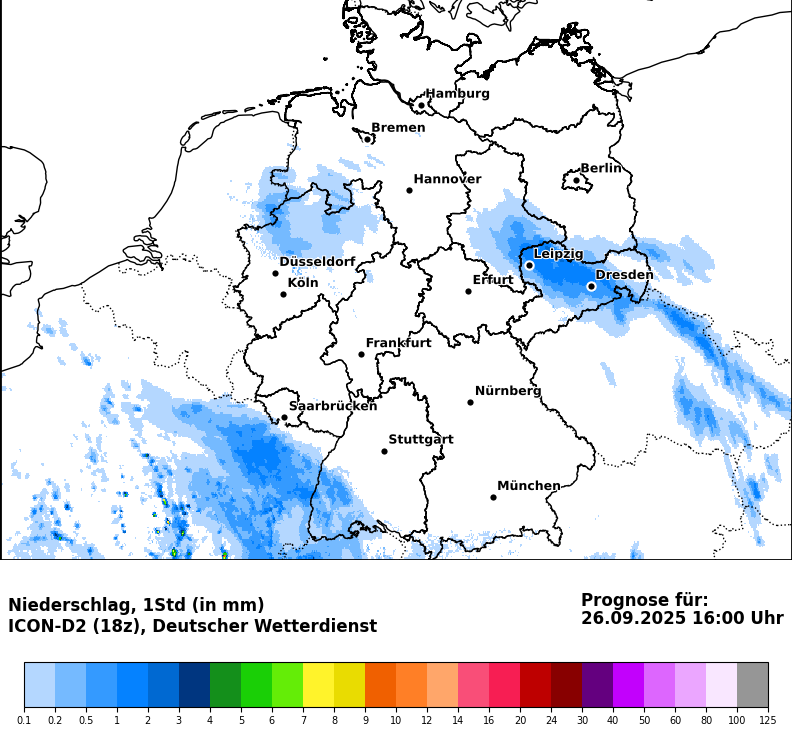 Hamburg
Bremen
Berlin
Hannover
Leipzig
Düsseldorf
Dresden
Köln
Erfurt
Frankfurt
Nürnberg
Saarbrücken
Stuttgart
München
Niederschlag, 1Std (in mm)
ICON-D2 (18z), Deutscher Wetterdienst
Prognose für:
26.09.2025 16:00 Uhr
0.1 0.2 0.5 1 2 3 4 5 6 7 8 9 10 12 14 16 20 24 30 40 50 60 80 100 125